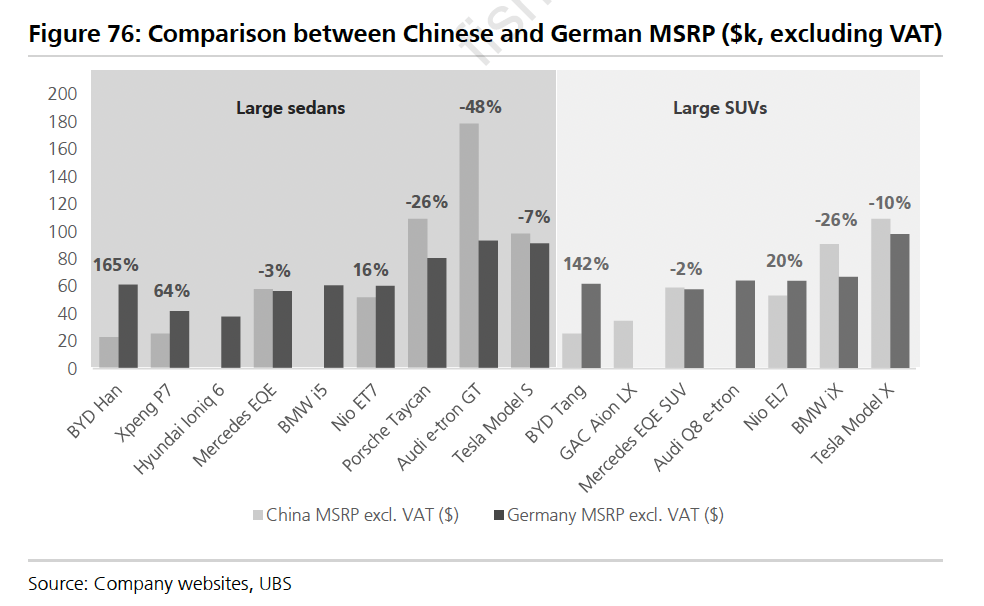 Figure 76: Comparison between Chinese and German MSRP ($k, excluding VAT)
fish
Large sedans
Large SUVs
200
180
160
140
120
100
80
60
40
20
0
165%
64%
-3%
16%
-26%
-48%
-7%
142%
-2%
20%
-26%
-10%
BYD Han
Xpeng P7
Hyundai Ioniq 6
Mercedes EQE
BMW i5
Nio ET7
Porsche Taycan
Audi e-tron GT
Tesla Model S
BYD Tang
GAC Aion LX
Mercedes EQE SUV
Audi Q8 e-tron
Nio EL7
BMW iX
Tesla Model X
China MSRP excl. VAT ($)
Germany MSRP excl. VAT ($)
Source: Company websites, UBS